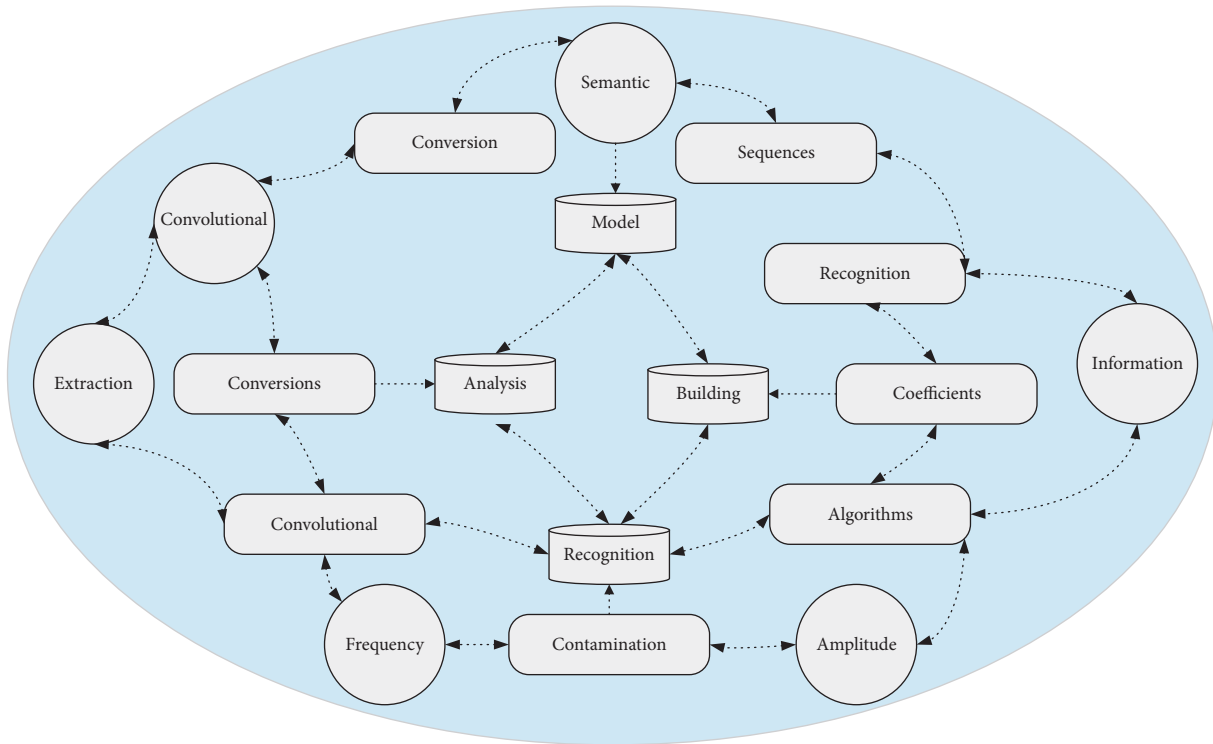 Semantic
Conversion
Sequences
Convolutional
Model
Recognition
Extraction
Conversions
Analysis
Building
Coefficients
Information
Convolutional
Recognition
Algorithms
Frequency
Contamination
Amplitude